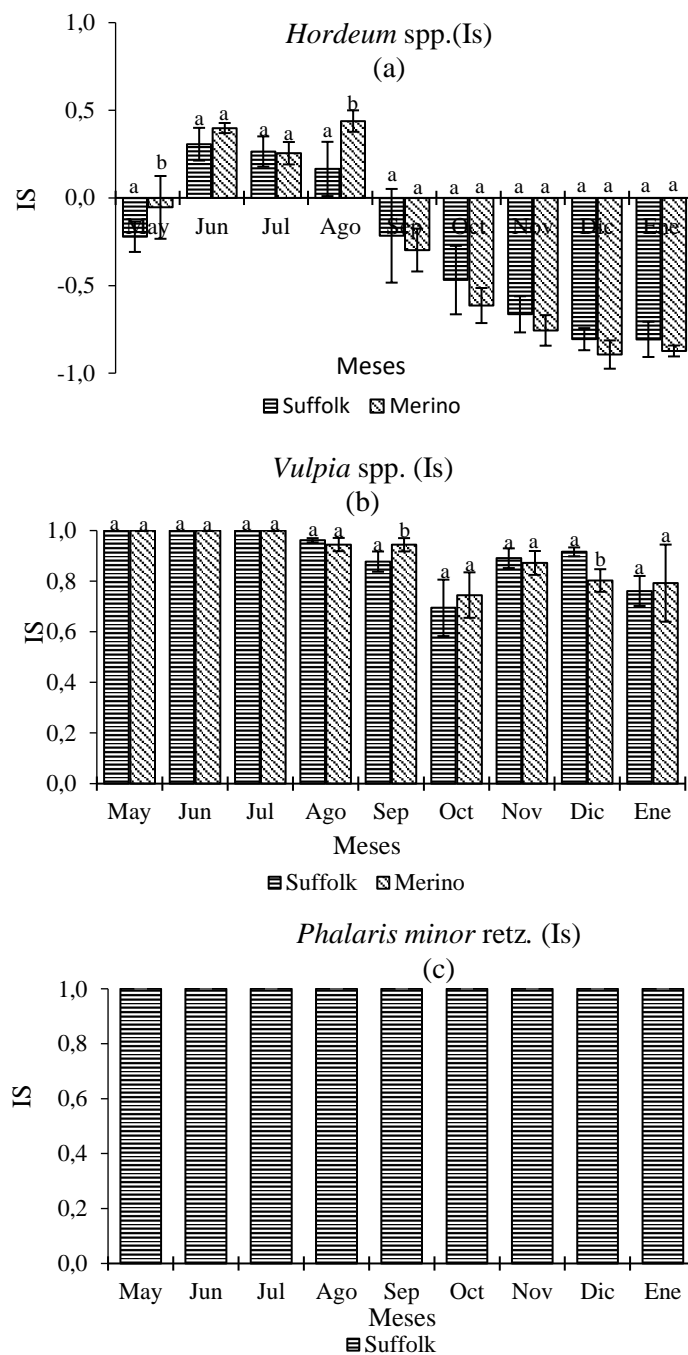 Hordeum spp.(Is)
(a)
1,0
0,5
0,0
-0,5
-1,0
IS
a b a a a a a b a a a a a a a a a a
May Jun Jul Ago Sep Oct Nov Dic Ene
Meses
Suffolk Merino
Vulpia spp. (Is)
(b)
1,0
0,8
0,6
0,4
0,2
0,0
IS
a a a a a a a a a b a a a a a b a a
May Jun Jul Ago Sep Oct Nov Dic Ene
Meses
Suffolk Merino
Phalaris minor retz. (Is)
(c)
1,0
0,8
0,6
0,4
0,2
0,0
IS
May Jun Jul Ago Sep Oct Nov Dic Ene
Meses
Suffolk